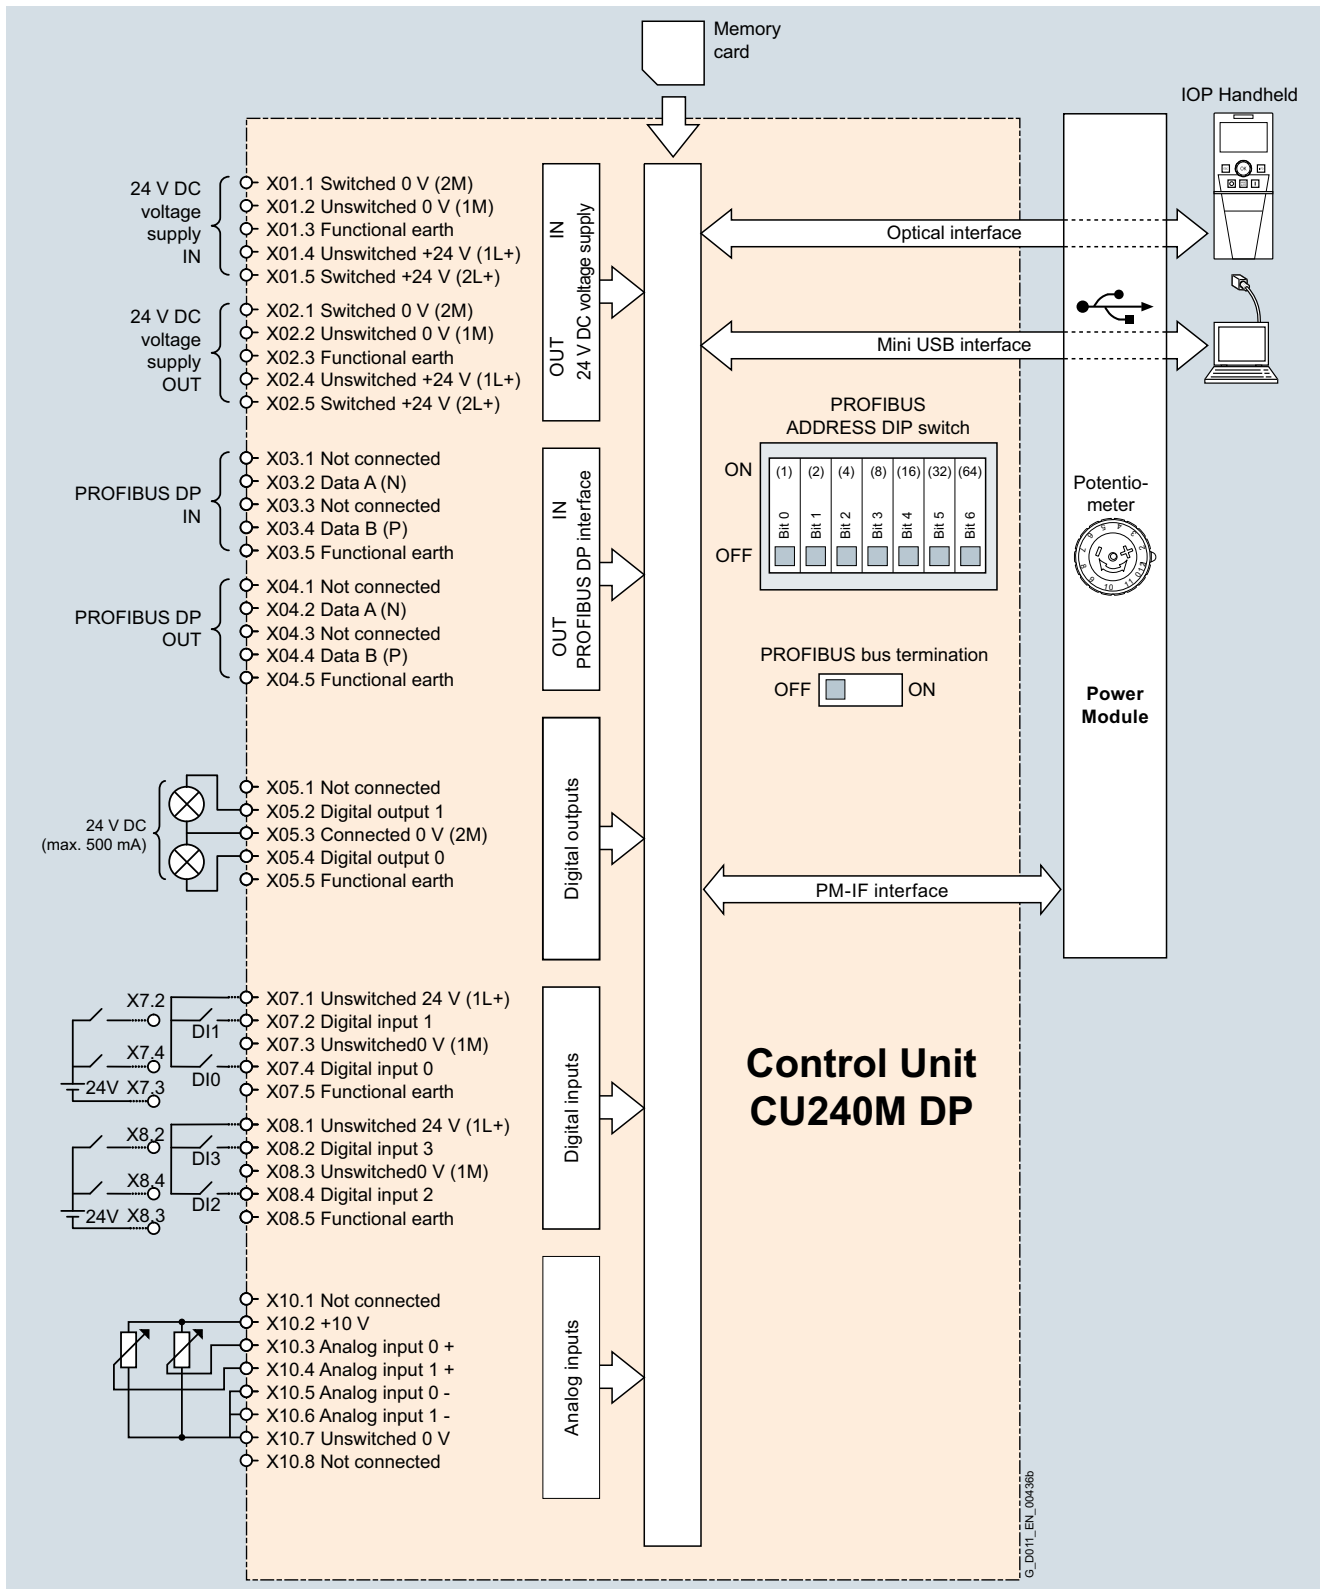 Memory
card
IOP Handheld
24 V DC
voltage
supply
IN
X01.1 Switched 0 V (2M)
X01.2 Unswitched 0 V (1M)
X01.3 Functional earth
X01.4 Unswitched +24 V (1L+)
X01.5 Switched +24 V (2L+)
24 V DC
voltage
supply
OUT
X02.1 Switched 0 V (2M)
X02.2 Unswitched 0 V (1M)
X02.3 Functional earth
X02.4 Unswitched +24 V (1L+)
X02.5 Switched +24 V (2L+)
OUT IN
24 V DC voltage supply
Optical interface
Mini USB interface
PROFIBUS DP
IN
X03.1 Not connected
X03.2 Data A (N)
X03.3 Not connected
X03.4 Data B (P)
X03.5 Functional earth
PROFIBUS DP
OUT
X04.1 Not connected
X04.2 Data A (N)
X04.3 Not connected
X04.4 Data B (P)
X04.5 Functional earth
OUT IN
PROFIBUS DP interface
PROFIBUS
ADDRESS DIP switch
ON
(1) (2) (4) (8) (16) (32) (64)
Bit 0 Bit 1 Bit 2 Bit 3 Bit 4 Bit 5 Bit 6
OFF
PROFIBUS bus termination
OFF ON
Potentio-
meter
Power
Module
24 V DC
(max. 500 mA)
X05.1 Not connected
X05.2 Digital output 1
X05.3 Connected 0 V (2M)
X05.4 Digital output 0
X05.5 Functional earth
Digital outputs
PM-IF interface
X7.2
X7.4
24V X7.3
DI1
DI0
X07.1 Unswitched 24 V (1L+)
X07.2 Digital input 1
X07.3 Unswitched0 V (1M)
X07.4 Digital input 0
X07.5 Functional earth
X8.2
X8.4
24V X8.3
DI3
DI2
X08.1 Unswitched 24 V (1L+)
X08.2 Digital input 3
X08.3 Unswitched0 V (1M)
X08.4 Digital input 2
X08.5 Functional earth
Digital inputs
Control Unit
CU240M DP
X10.1 Not connected
X10.2 +10 V
X10.3 Analog input 0 +
X10.4 Analog input 1 +
X10.5 Analog input 0 -
X10.6 Analog input 1 -
X10.7 Unswitched 0 V
X10.8 Not connected
Analog inputs
G_D011_EN_00436b